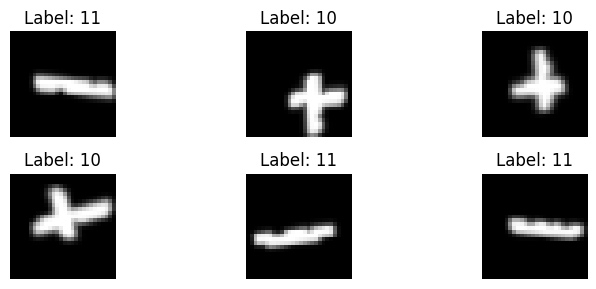 Label: 11 Label: 10 Label: 10
− + +
Label: 10 Label: 11 Label: 11
+ − −